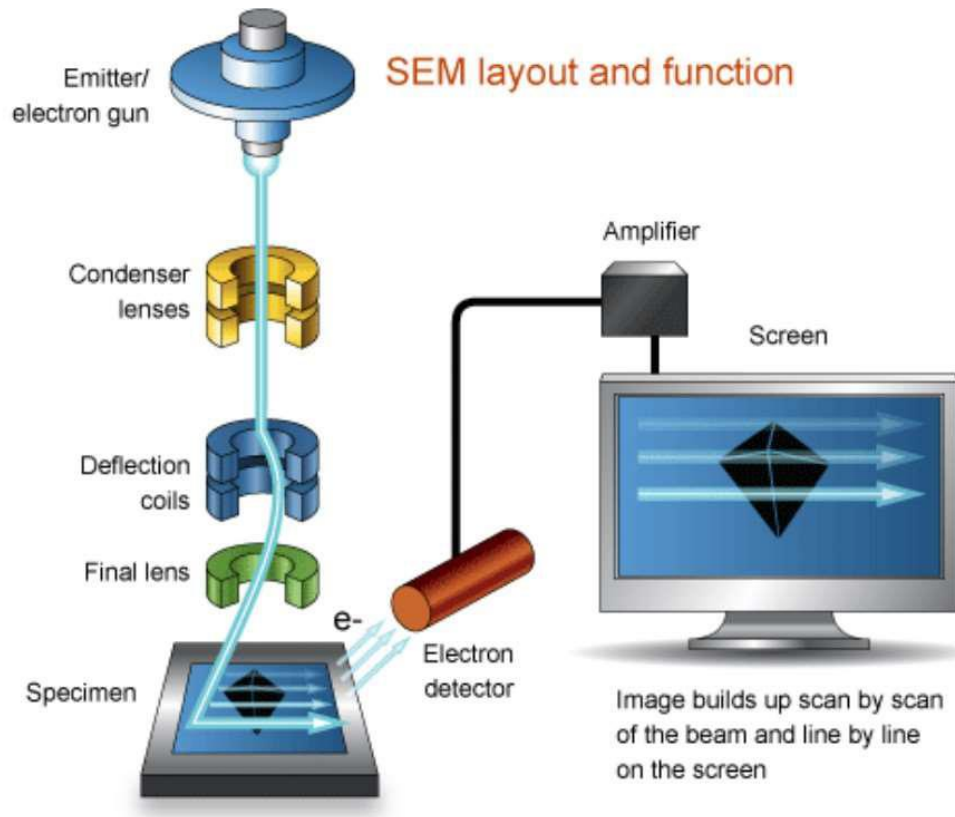 SEM layout and function
Emitter/
electron gun
Condenser
lenses
Deflection
coils
Final lens
Specimen
e-
Electron
detector
Amplifier
Screen
Image builds up scan by scan
of the beam and line by line
on the screen